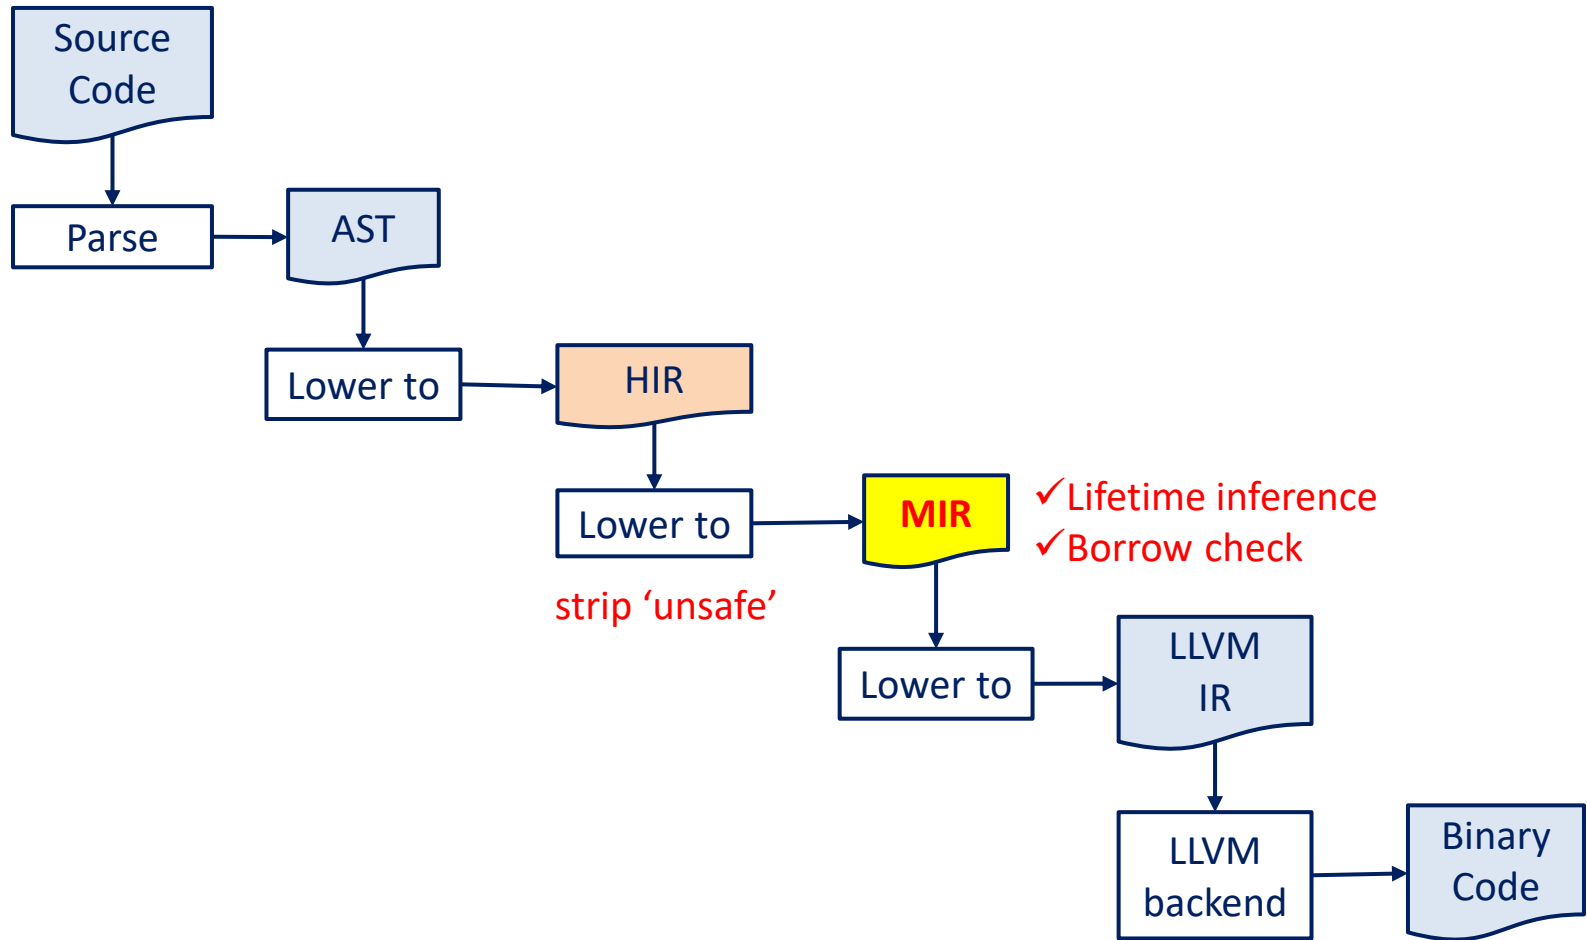 Source
Code
Parse
AST
Lower to
HIR
Lower to
MIR
✓Lifetime inference
✓Borrow check
strip ‘unsafe’
Lower to
LLVM
IR
LLVM
backend
Binary
Code